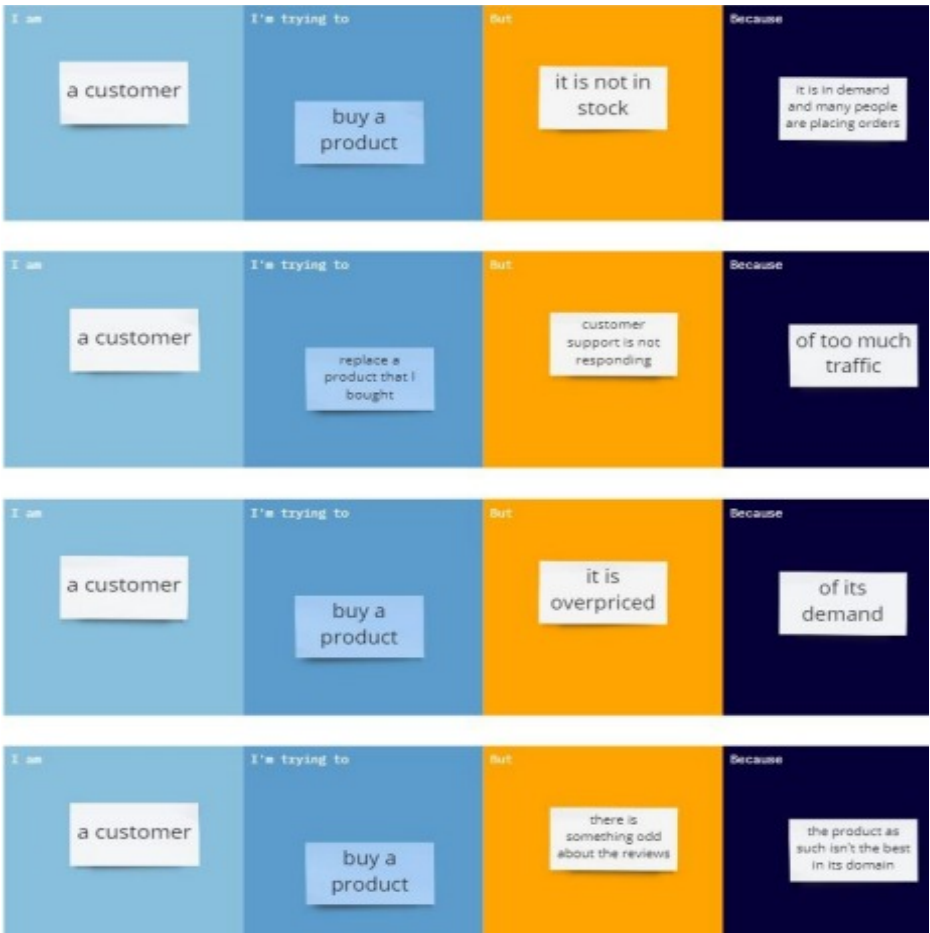 I am
I'm trying to
But
Because
a customer
buy a
product
it is not in
stock
it is in demand
and many people
are placing orders
I am
I'm trying to
But
Because
a customer
replace a
product that I
bought
customer
support is not
responding
of too much
traffic
I am
I'm trying to
But
Because
a customer
buy a
product
it is
overpriced
of its
demand
I am
I'm trying to
But
Because
a customer
buy a
product
there is
something odd
about the reviews
the product as
such isn't the best
in its domain